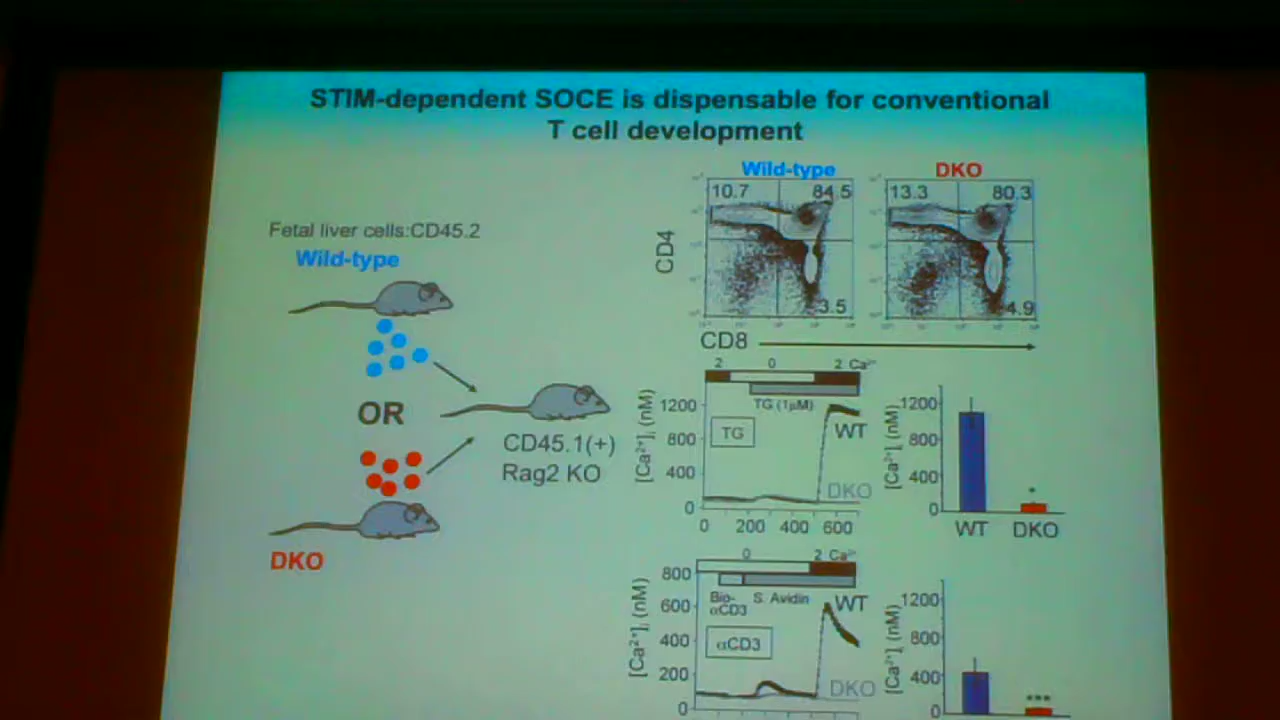 STIM-dependent SOCE is dispensable for conventional
T cell development
Fetal liver cells:CD45.2
Wild-type
OR
DKO
CD45.1(+)
Rag2 KO
Wild-type
DKO
10.7
84.5
3.5
13.3
80.3
4.9
CD4
CD8
2
0
2 Ca²⁺
TG (1µM)
TG
WT
DKO
[Ca²⁺]ᵢ (nM)
1200
800
400
0
0 200 400 600
[Ca²⁺]ᵢ (nM)
1200
800
400
0
*
WT DKO
0
2 Ca²⁺
Bio-
αCD3
S. Avidin
WT
αCD3
DKO
[Ca²⁺]ᵢ (nM)
800
600
400
200
0
[Ca²⁺]ᵢ (nM)
1200
800
400
0
***